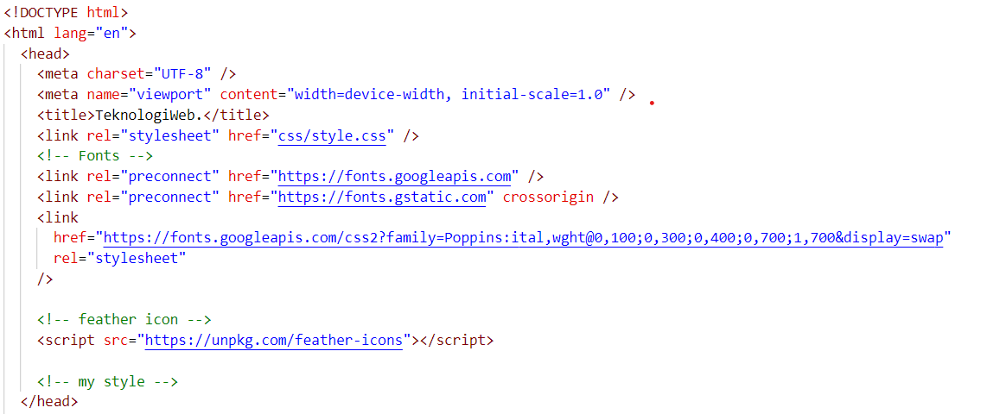 <!DOCTYPE html>
<html lang="en">
<head>
<meta charset="UTF-8" />
<meta name="viewport" content="width=device-width, initial-scale=1.0" />
<title>TeknologiWeb.</title>
<link rel="stylesheet" href="css/style.css" />
<!-- Fonts -->
<link rel="preconnect" href="https://fonts.googleapis.com" />
<link rel="preconnect" href="https://fonts.gstatic.com" crossorigin />
<link
href="https://fonts.googleapis.com/css2?family=Poppins:ital,wght@0,100;0,300;0,400;0,700;1,700&display=swap"
rel="stylesheet"
/>
<!-- feather icon -->
<script src="https://unpkg.com/feather-icons"></script>
<!-- my style -->
</head>